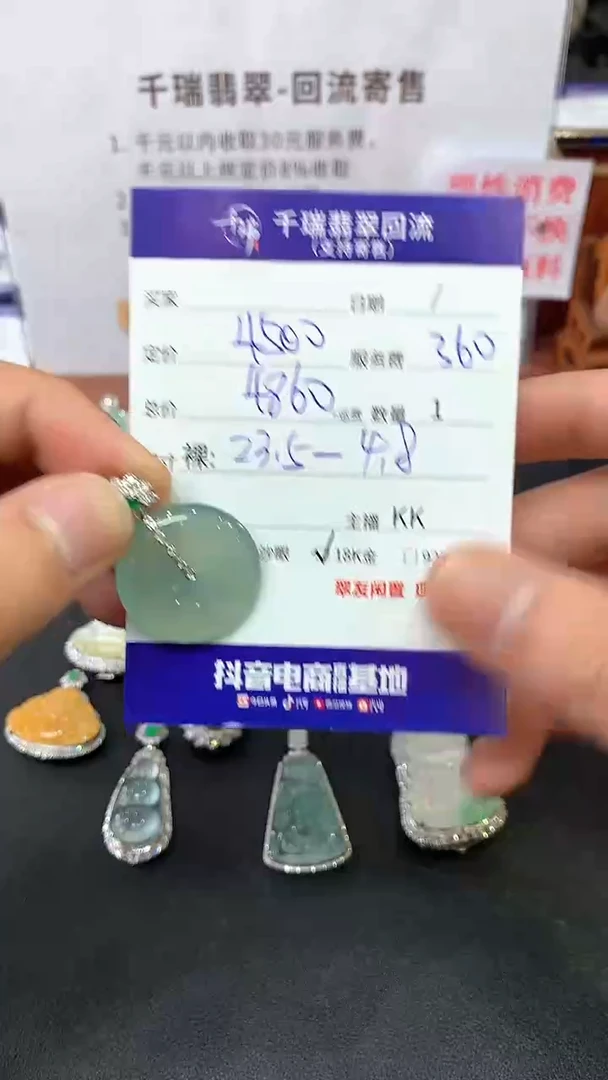 千瑞翡翠-回流寄售
1. 千元以内收取30元服务费，
千元以上按定价8%收取
2
千瑞翡翠回流
(支持寄售)
买家 日期 /
定价 4500 服务费 360
总价 4860 数量 1
裸: 23.5-4.8
主播 KK
✓18K金 □92
翠友闲置
抖音电商 基地